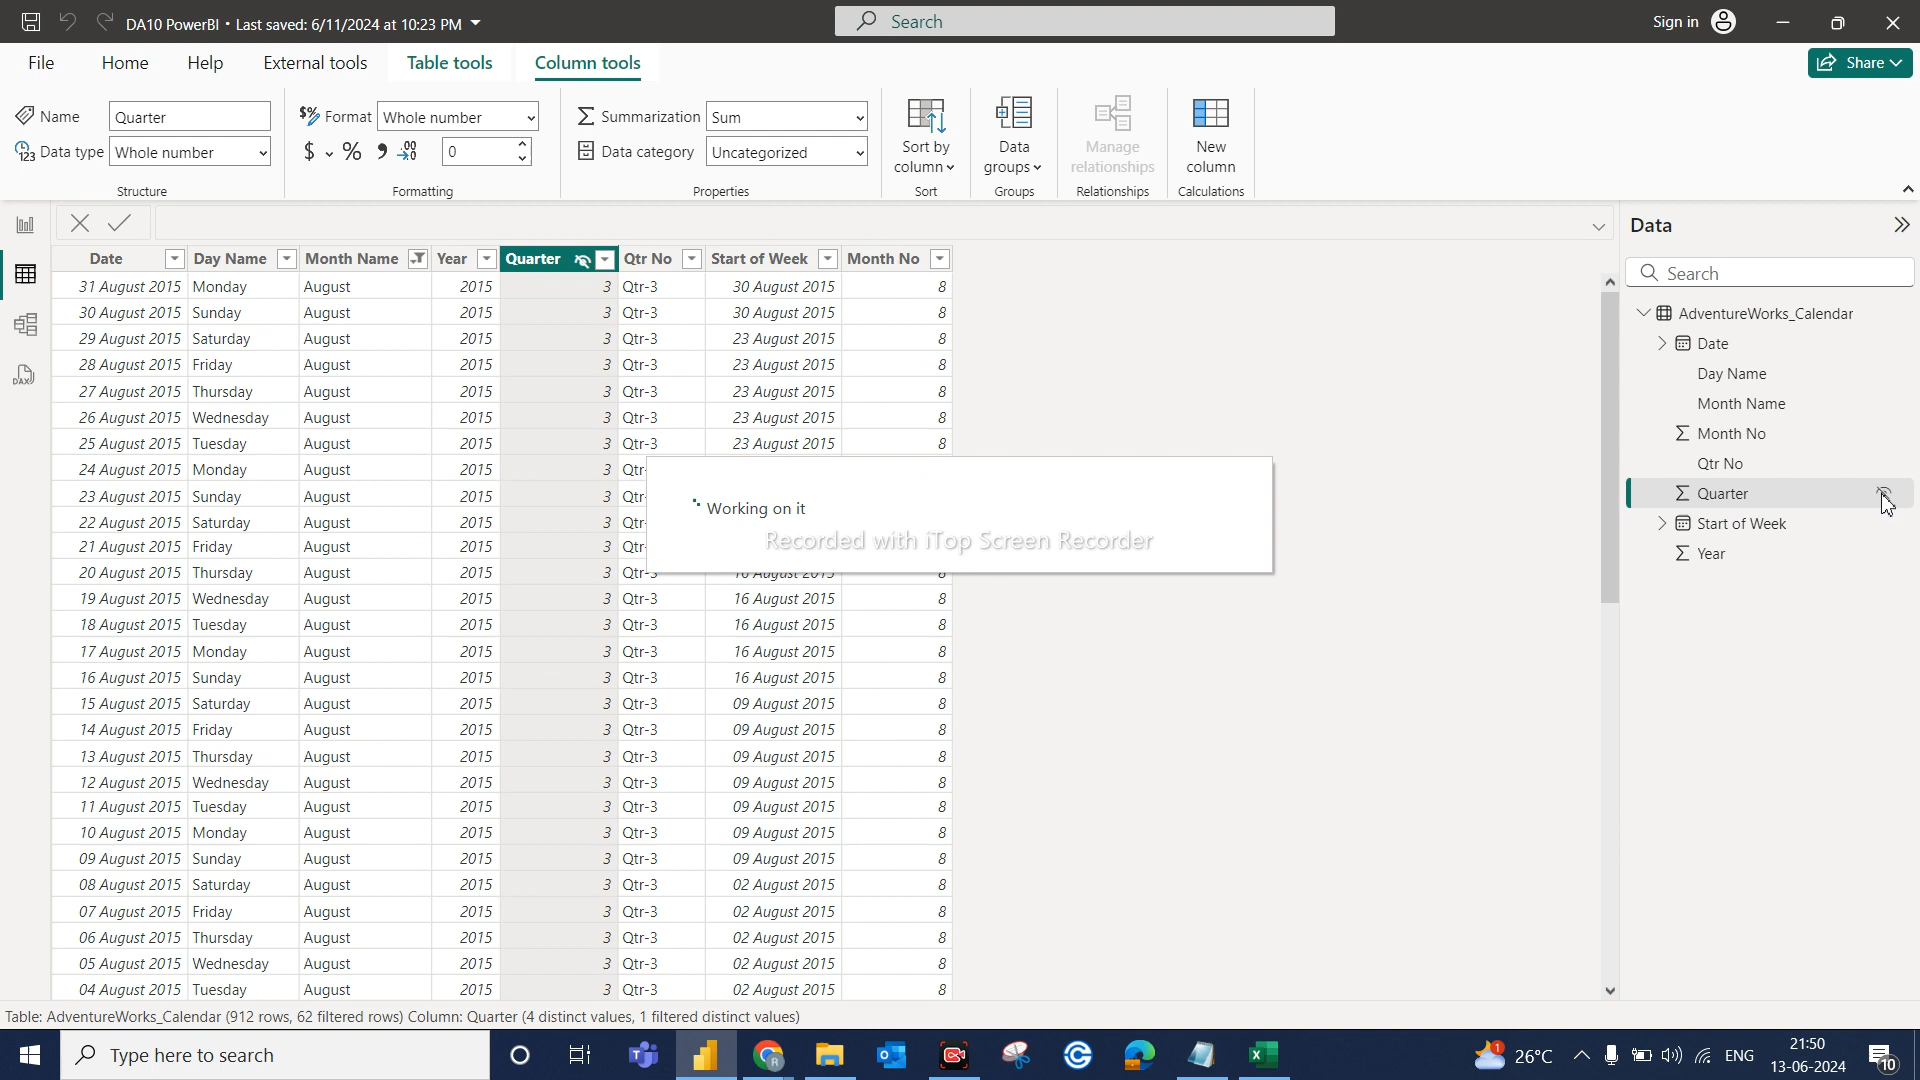 DA10 PowerBI • Last saved: 6/11/2024 at 10:23 PM
Search
Sign in
File Home Help External tools Table tools Column tools
Share
Name Quarter
Data type Whole number
Structure
Format Whole number
$ % 0
Formatting
Summarization Sum
Data category Uncategorized
Properties
Sort by
column
Sort
Data
groups
Groups
Manage
relationships
Relationships
New
column
Calculations
Date Day Name Month Name Year Quarter Qtr No Start of Week Month No
31 August 2015 Monday August 2015 3 Qtr-3 30 August 2015 8
30 August 2015 Sunday August 2015 3 Qtr-3 30 August 2015 8
29 August 2015 Saturday August 2015 3 Qtr-3 23 August 2015 8
28 August 2015 Friday August 2015 3 Qtr-3 23 August 2015 8
27 August 2015 Thursday August 2015 3 Qtr-3 23 August 2015 8
26 August 2015 Wednesday August 2015 3 Qtr-3 23 August 2015 8
25 August 2015 Tuesday August 2015 3 Qtr-3 23 August 2015 8
24 August 2015 Monday August 2015 3 Qtr-
23 August 2015 Sunday August 2015 3 Qtr-
22 August 2015 Saturday August 2015 3 Qtr-
21 August 2015 Friday August 2015 3 Qtr-
20 August 2015 Thursday August 2015 3 Qtr-3 16 August 2015 8
19 August 2015 Wednesday August 2015 3 Qtr-3 16 August 2015 8
18 August 2015 Tuesday August 2015 3 Qtr-3 16 August 2015 8
17 August 2015 Monday August 2015 3 Qtr-3 16 August 2015 8
16 August 2015 Sunday August 2015 3 Qtr-3 16 August 2015 8
15 August 2015 Saturday August 2015 3 Qtr-3 09 August 2015 8
14 August 2015 Friday August 2015 3 Qtr-3 09 August 2015 8
13 August 2015 Thursday August 2015 3 Qtr-3 09 August 2015 8
12 August 2015 Wednesday August 2015 3 Qtr-3 09 August 2015 8
11 August 2015 Tuesday August 2015 3 Qtr-3 09 August 2015 8
10 August 2015 Monday August 2015 3 Qtr-3 09 August 2015 8
09 August 2015 Sunday August 2015 3 Qtr-3 09 August 2015 8
08 August 2015 Saturday August 2015 3 Qtr-3 02 August 2015 8
07 August 2015 Friday August 2015 3 Qtr-3 02 August 2015 8
06 August 2015 Thursday August 2015 3 Qtr-3 02 August 2015 8
05 August 2015 Wednesday August 2015 3 Qtr-3 02 August 2015 8
04 August 2015 Tuesday August 2015 3 Qtr-3 02 August 2015 8
Working on it
Recorded with iTop Screen Recorder
Data
Search
AdventureWorks_Calendar
Date
Day Name
Month Name
Month No
Qtr No
Quarter
Start of Week
Year
DAX
Table: AdventureWorks_Calendar (912 rows, 62 filtered rows) Column: Quarter (4 distinct values, 1 filtered distinct values)
Type here to search
26°C
ENG
21:50
13-06-2024
10